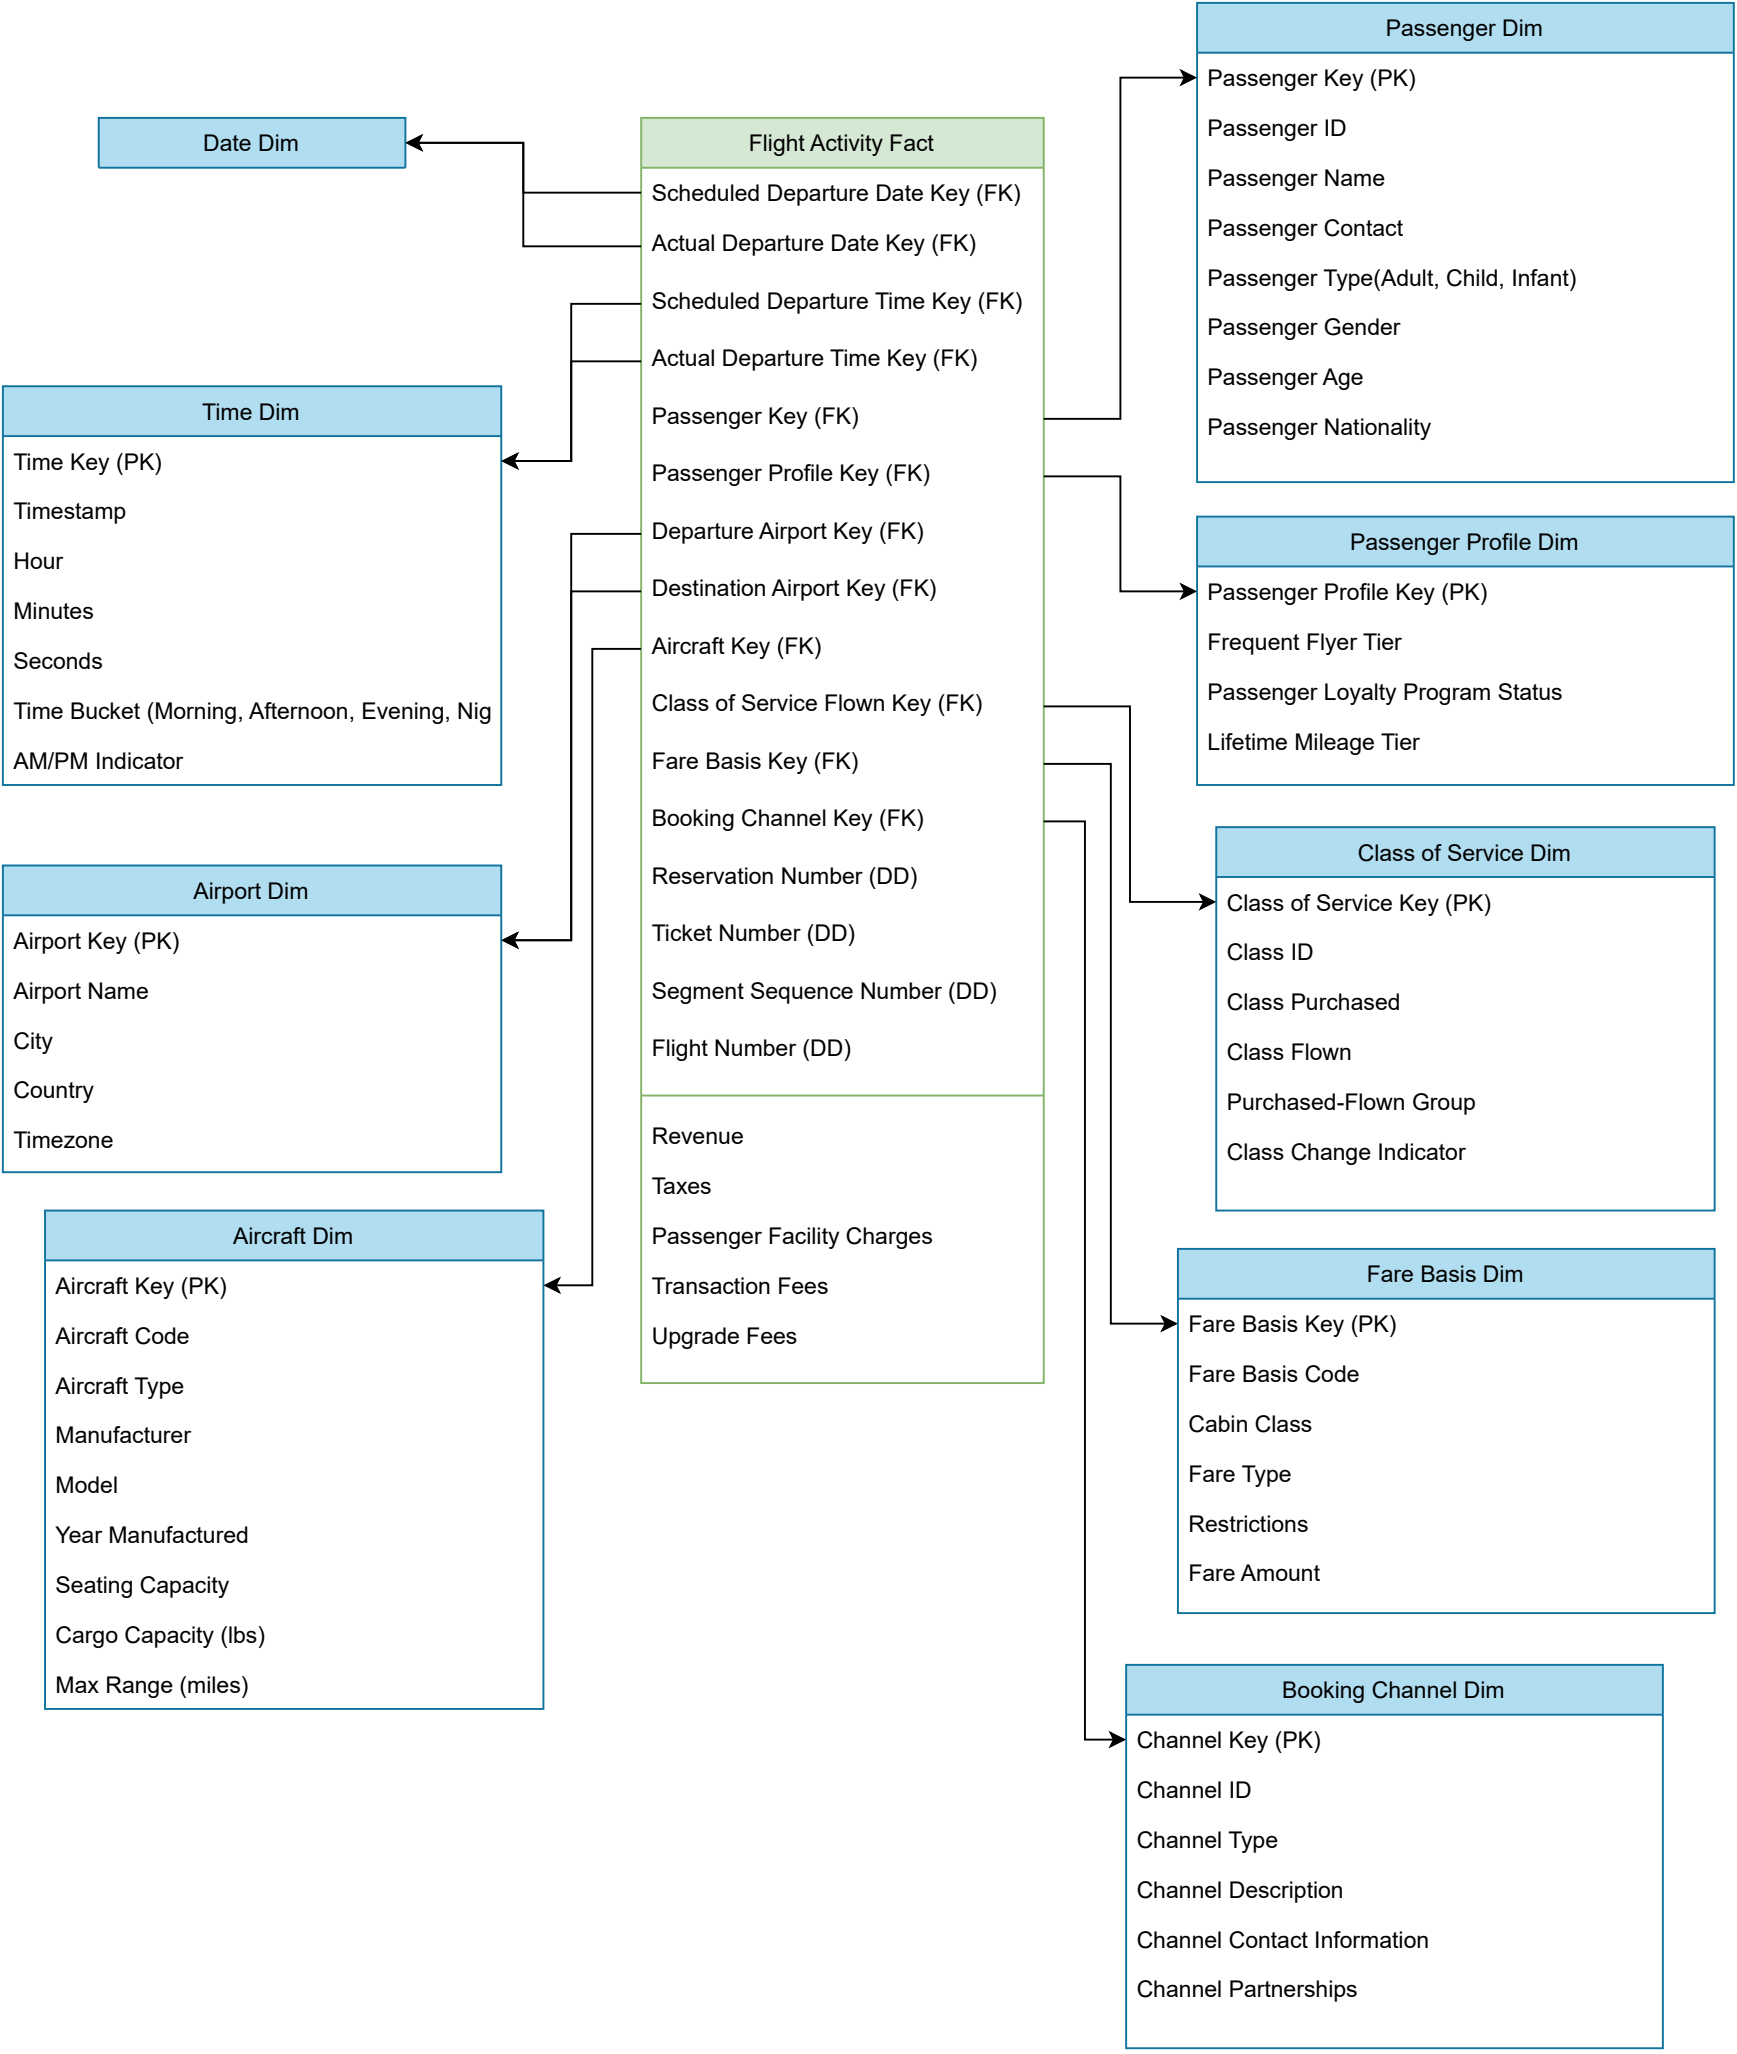 Date Dim
Time Dim
Time Key (PK)
Timestamp
Hour
Minutes
Seconds
Time Bucket (Morning, Afternoon, Evening, Nig
AM/PM Indicator
Airport Dim
Airport Key (PK)
Airport Name
City
Country
Timezone
Aircraft Dim
Aircraft Key (PK)
Aircraft Code
Aircraft Type
Manufacturer
Model
Year Manufactured
Seating Capacity
Cargo Capacity (lbs)
Max Range (miles)
Flight Activity Fact
Scheduled Departure Date Key (FK)
Actual Departure Date Key (FK)
Scheduled Departure Time Key (FK)
Actual Departure Time Key (FK)
Passenger Key (FK)
Passenger Profile Key (FK)
Departure Airport Key (FK)
Destination Airport Key (FK)
Aircraft Key (FK)
Class of Service Flown Key (FK)
Fare Basis Key (FK)
Booking Channel Key (FK)
Reservation Number (DD)
Ticket Number (DD)
Segment Sequence Number (DD)
Flight Number (DD)
Revenue
Taxes
Passenger Facility Charges
Transaction Fees
Upgrade Fees
Passenger Dim
Passenger Key (PK)
Passenger ID
Passenger Name
Passenger Contact
Passenger Type(Adult, Child, Infant)
Passenger Gender
Passenger Age
Passenger Nationality
Passenger Profile Dim
Passenger Profile Key (PK)
Frequent Flyer Tier
Passenger Loyalty Program Status
Lifetime Mileage Tier
Class of Service Dim
Class of Service Key (PK)
Class ID
Class Purchased
Class Flown
Purchased-Flown Group
Class Change Indicator
Fare Basis Dim
Fare Basis Key (PK)
Fare Basis Code
Cabin Class
Fare Type
Restrictions
Fare Amount
Booking Channel Dim
Channel Key (PK)
Channel ID
Channel Type
Channel Description
Channel Contact Information
Channel Partnerships